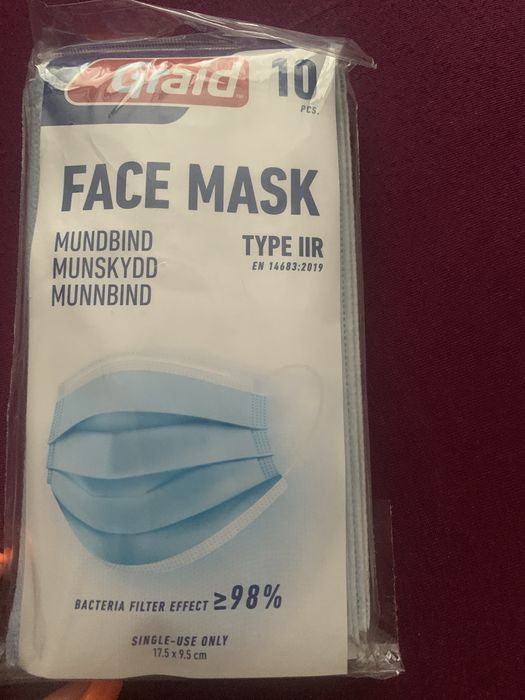 Graid
10
PCS.
FACE MASK
MUNDBIND
MUNSKYDD
MUNNBIND
TYPE IIR
EN 14683:2019
BACTERIA FILTER EFFECT ≥98%
SINGLE-USE ONLY
17.5 x 9.5 cm